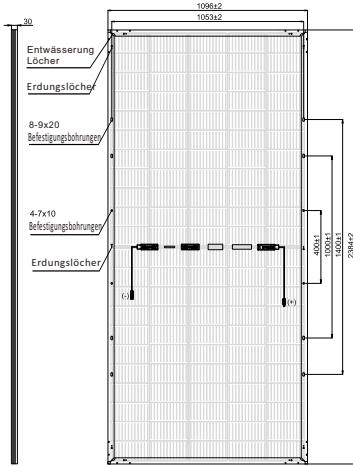 30
1096±2
1053±2
Entwässerung
Löcher
Erdungslöcher
8-9x20
Befestigungsbohrungen
4-7x10
Befestigungsbohrungen
Erdungslöcher
(-)
(+)
400±1
1000±1
1400±1
2384±2